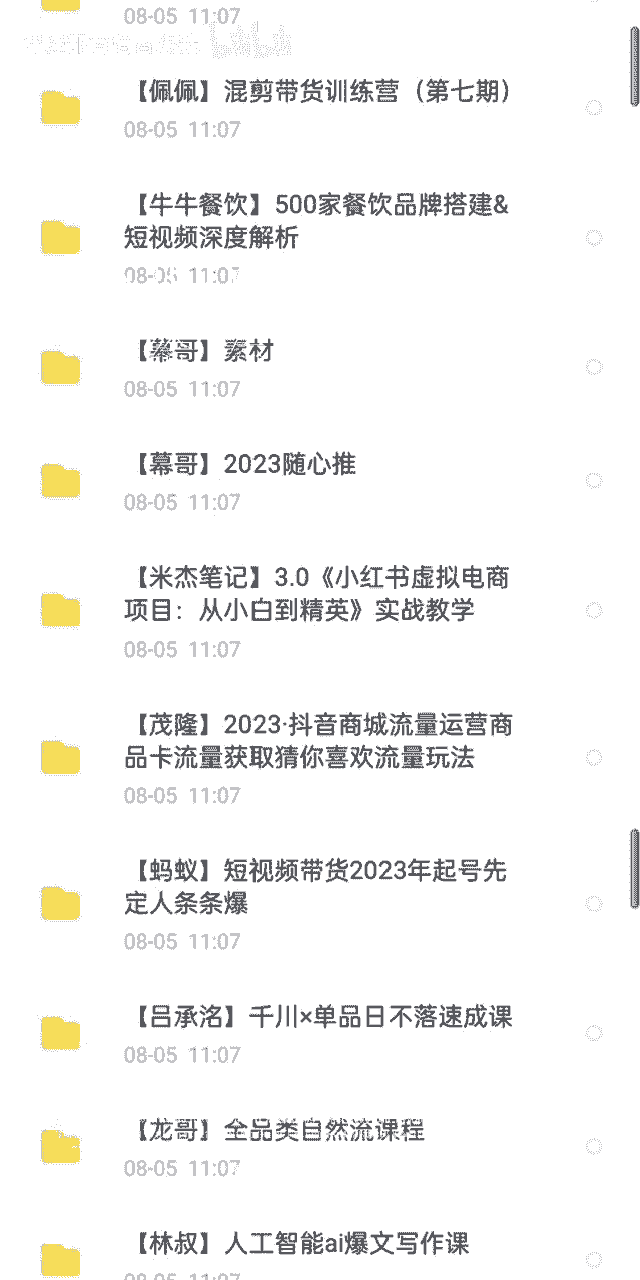 08-05 11:07
【佩佩】混剪带货训练营（第七期）
08-05 11:07
【牛牛餐饮】500家餐饮品牌搭建&
短视频深度解析
08-05 11:07
【幕哥】素材
08-05 11:07
【幕哥】2023随心推
08-05 11:07
【米杰笔记】3.0《小红书虚拟电商
项目：从小白到精英》实战教学
08-05 11:07
【茂隆】2023·抖音商城流量运营商
品卡流量获取猜你喜欢流量玩法
08-05 11:07
【蚂蚁】短视频带货2023年起号先
定人条条爆
08-05 11:07
【吕承洺】千川×单品日不落速成课
08-05 11:07
【龙哥】全品类自然流课程
08-05 11:07
【林叔】人工智能ai爆文写作课
08-05 11:07